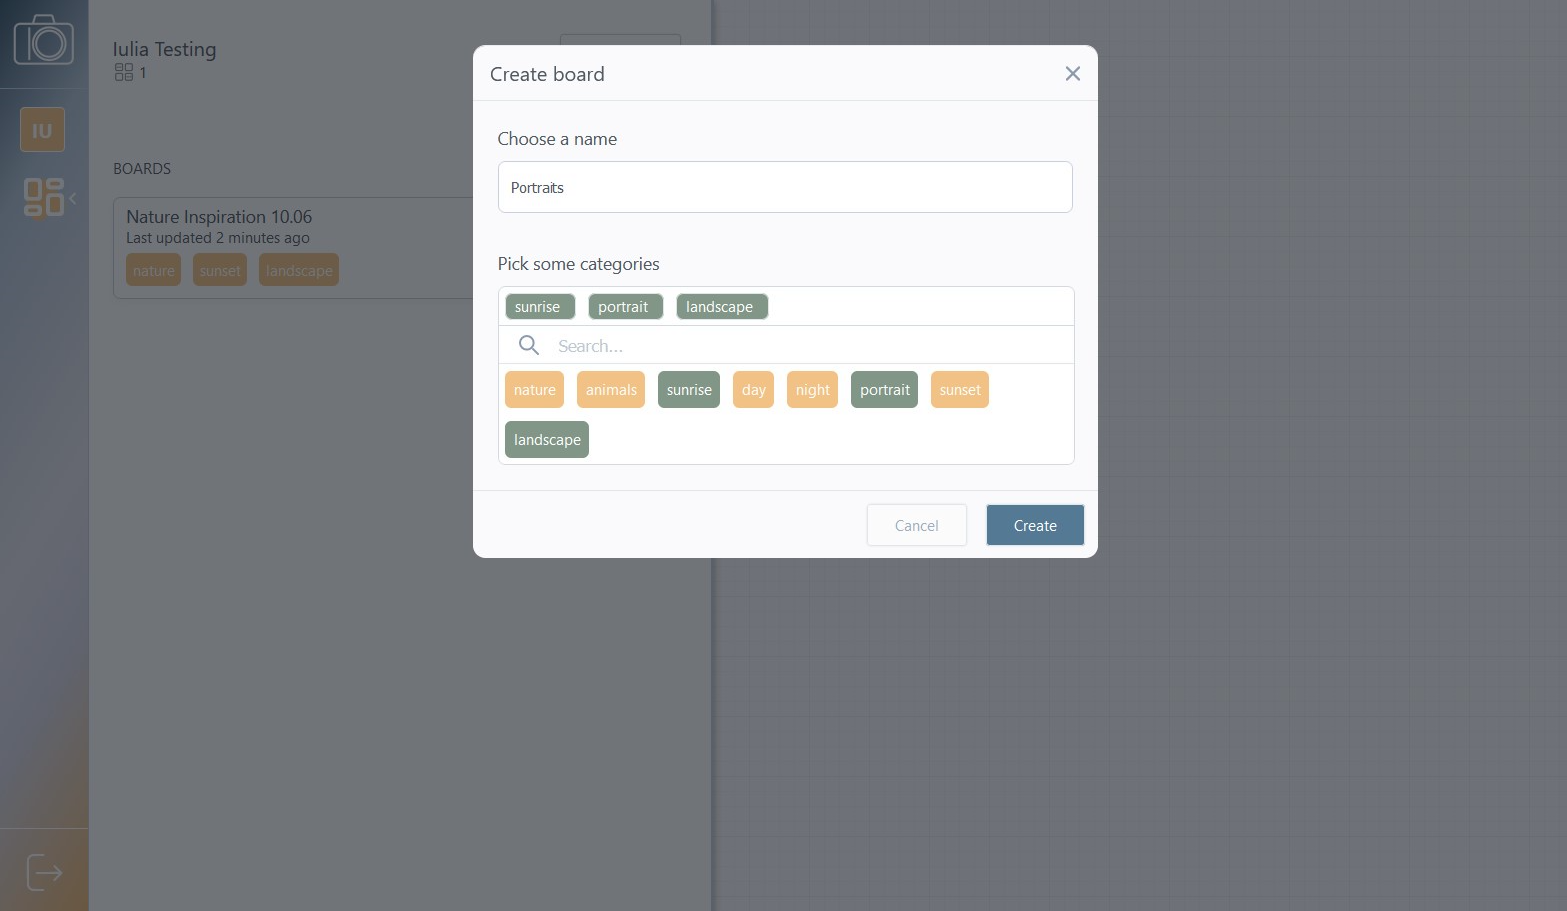 Iulia Testing
1
IU
BOARDS
Nature Inspiration 10.06
Last updated 2 minutes ago
nature sunset landscape
Create board
Choose a name
Portraits
Pick some categories
sunrise portrait landscape
Search...
nature animals sunrise day night portrait sunset
landscape
Cancel Create